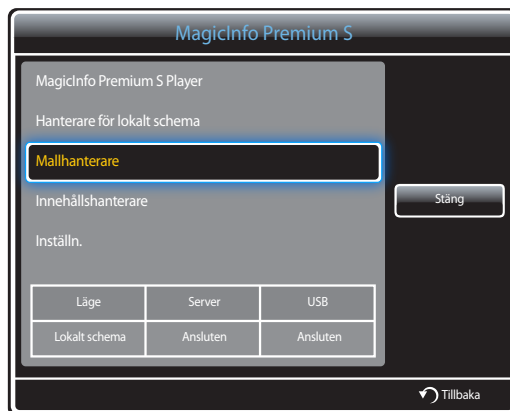 MagicInfo Premium S
MagicInfo Premium S Player
Hanterare för lokalt schema
Mallhanterare
Innehållshanterare
Stäng
Inställn.
Läge Server USB
Lokalt schema Ansluten Ansluten
Tillbaka